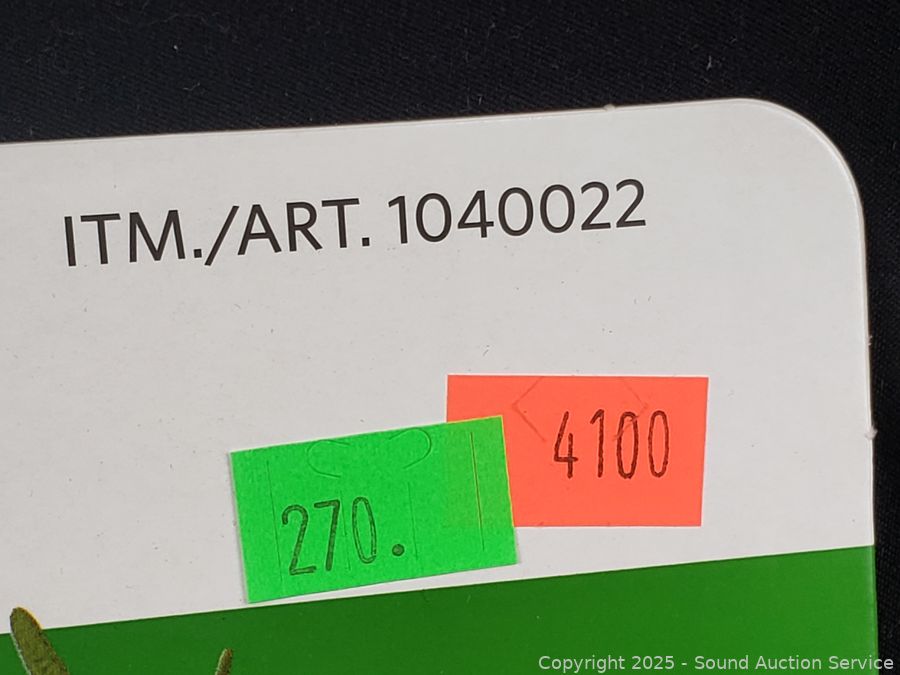 ITM./ART. 1040022
4100
270.
Copyright 2025 - Sound Auction Service